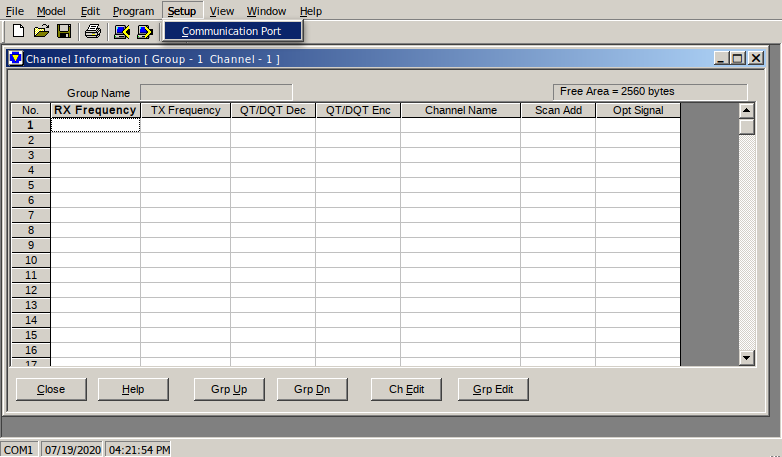 File Model Edit Program Setup View Window Help
Communication Port
Channel Information [ Group - 1 Channel - 1 ]
Group Name
Free Area = 2560 bytes
No. RX Frequency TX Frequency QT/DQT Dec QT/DQT Enc Channel Name Scan Add Opt Signal
1
2
3
4
5
6
7
8
9
10
11
12
13
14
15
16
17
Close Help Grp Up Grp Dn Ch Edit Grp Edit
COM1 07/19/2020 04:21:54 PM